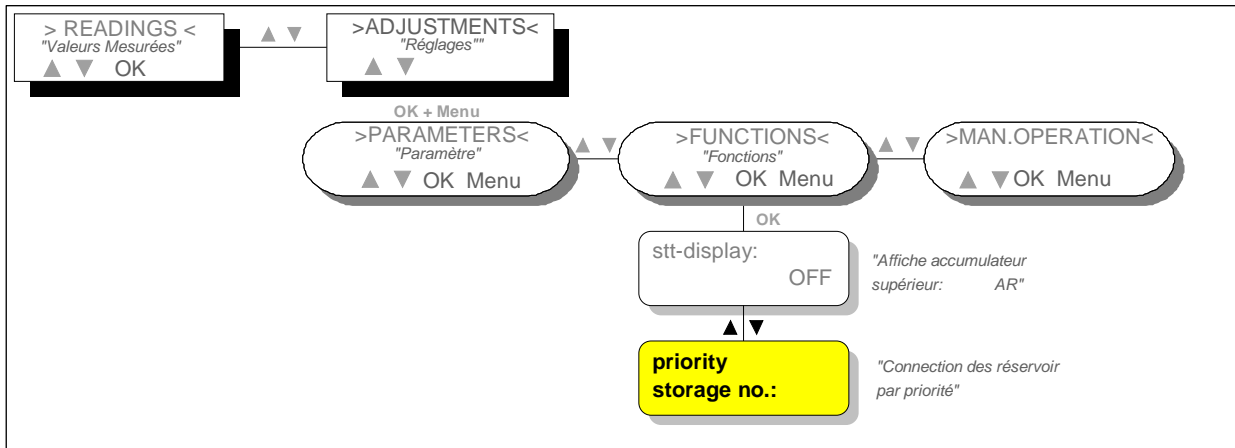 > READINGS <
"Valeurs Mesurées"
▲ ▼ OK
▲ ▼
>ADJUSTMENTS<
"Réglages""
▲ ▼
OK + Menu
>PARAMETERS<
"Paramètre"
▲ ▼ OK Menu
▲ ▼
>FUNCTIONS<
"Fonctions"
▲ ▼ OK Menu
▲ ▼
>MAN.OPERATION<
▲ ▼ OK Menu
OK
stt-display:
OFF
"Affiche accumulateur
supérieur: AR"
▲ ▼
priority
storage no.:
"Connection des réservoir
par priorité"